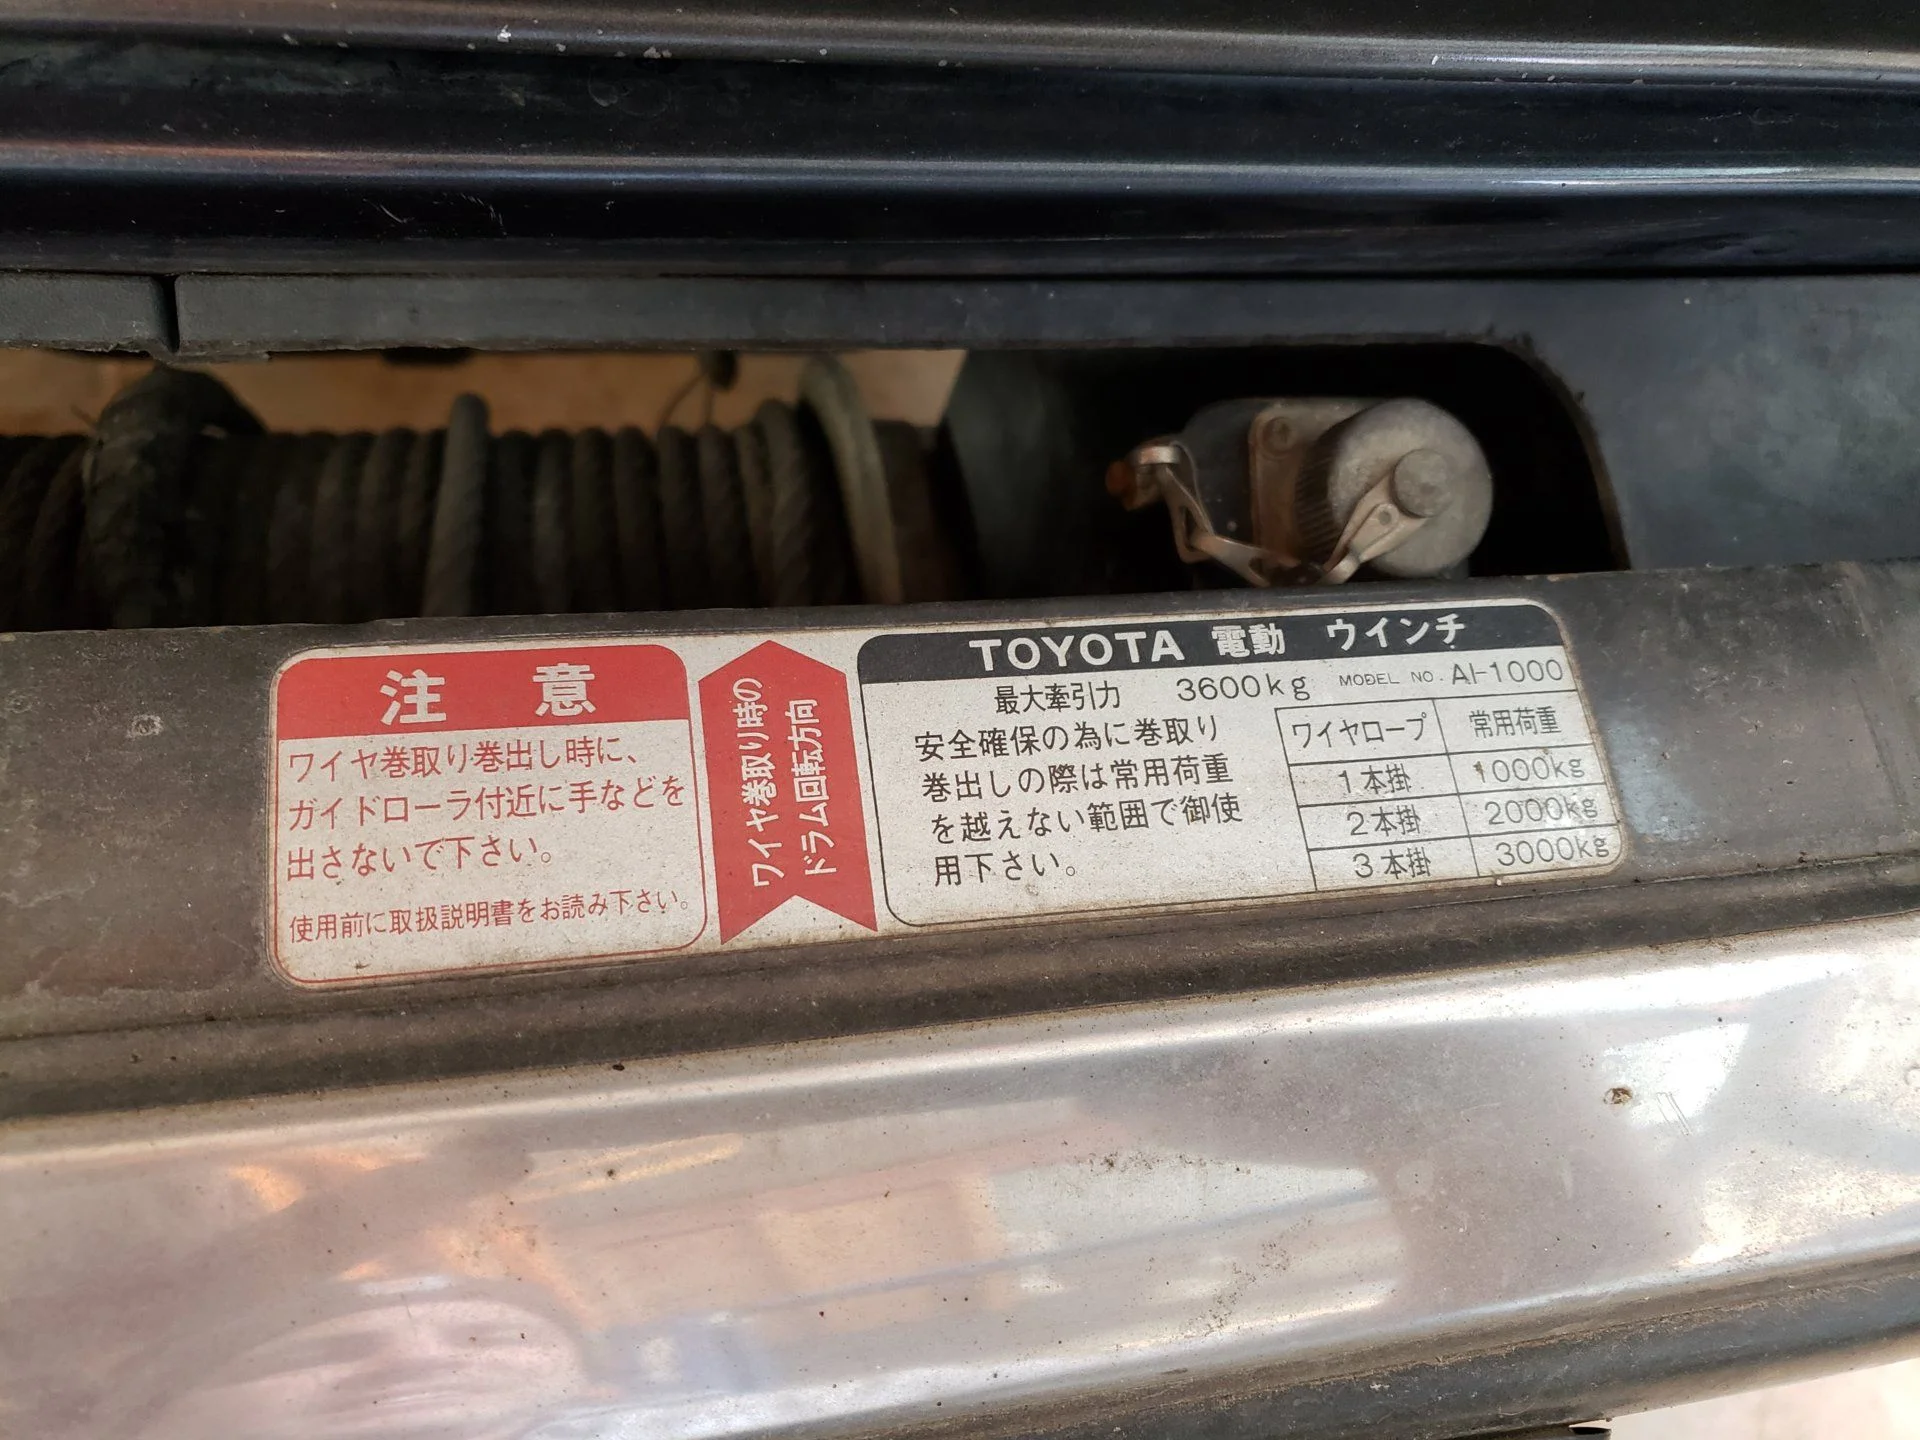 注意
ワイヤ巻取り巻出し時に、
ガイドローラ付近に手などを
出さないで下さい。
使用前に取扱説明書をお読み下さい。
ワイヤ巻取り時の
ドラム回転方向
TOYOTA 電動 ウインチ
最大牽引力 3600kg MODEL NO. AI-1000
安全確保の為に巻取り
巻出しの際は常用荷重
を越えない範囲で御使
用下さい。
ワイヤロープ 常用荷重
1本掛 1000kg
2本掛 2000kg
3本掛 3000kg